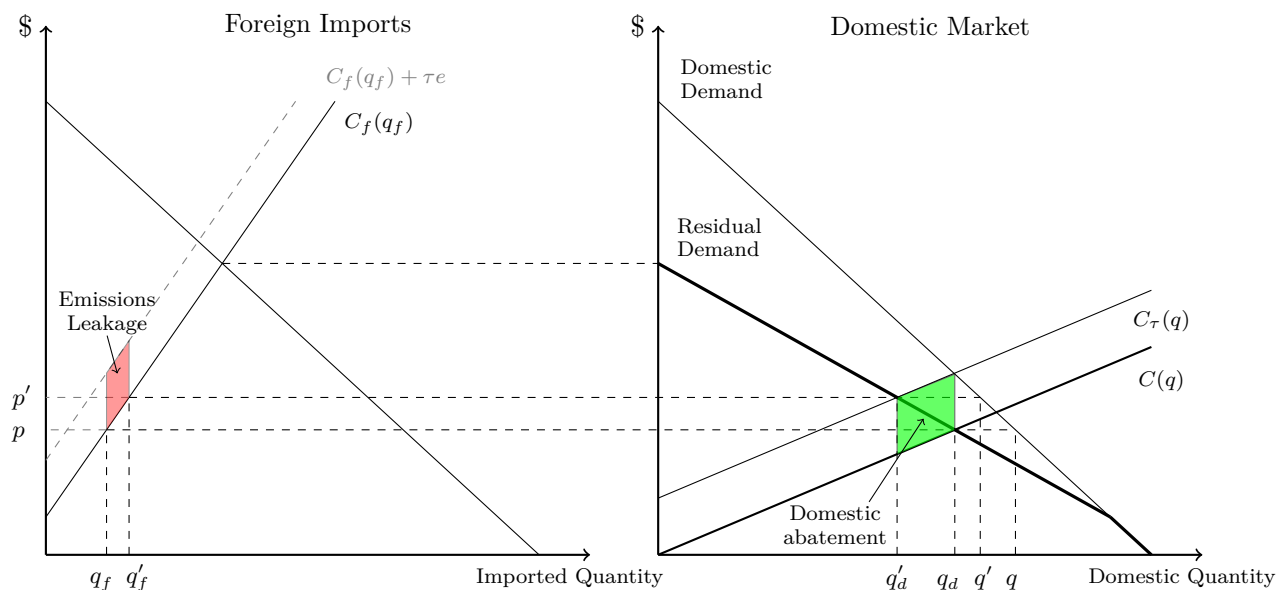 Foreign Imports
$
C_f(q_f) + τe
C_f(q_f)
Emissions
Leakage
p′
p
q_f
q′_f
Imported Quantity
Domestic Market
$
Domestic
Demand
Residual
Demand
C_τ(q)
C(q)
Domestic
abatement
q′_d
q_d
q′
q
Domestic Quantity